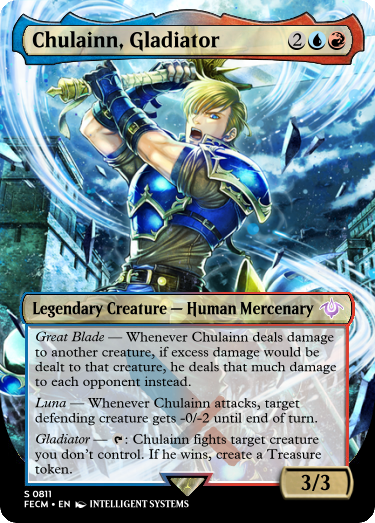 Chulainn, Gladiator 2
Legendary Creature — Human Mercenary
Great Blade — Whenever Chulainn deals damage
to another creature, if excess damage would be
dealt to that creature, he deals that much damage
to each opponent instead.
Luna — Whenever Chulainn attacks, target
defending creature gets -0/-2 until end of turn.
Gladiator — : Chulainn fights target creature
you don't control. If he wins, create a Treasure
token.
3/3
S 0811
FECM • EN INTELLIGENT SYSTEMS